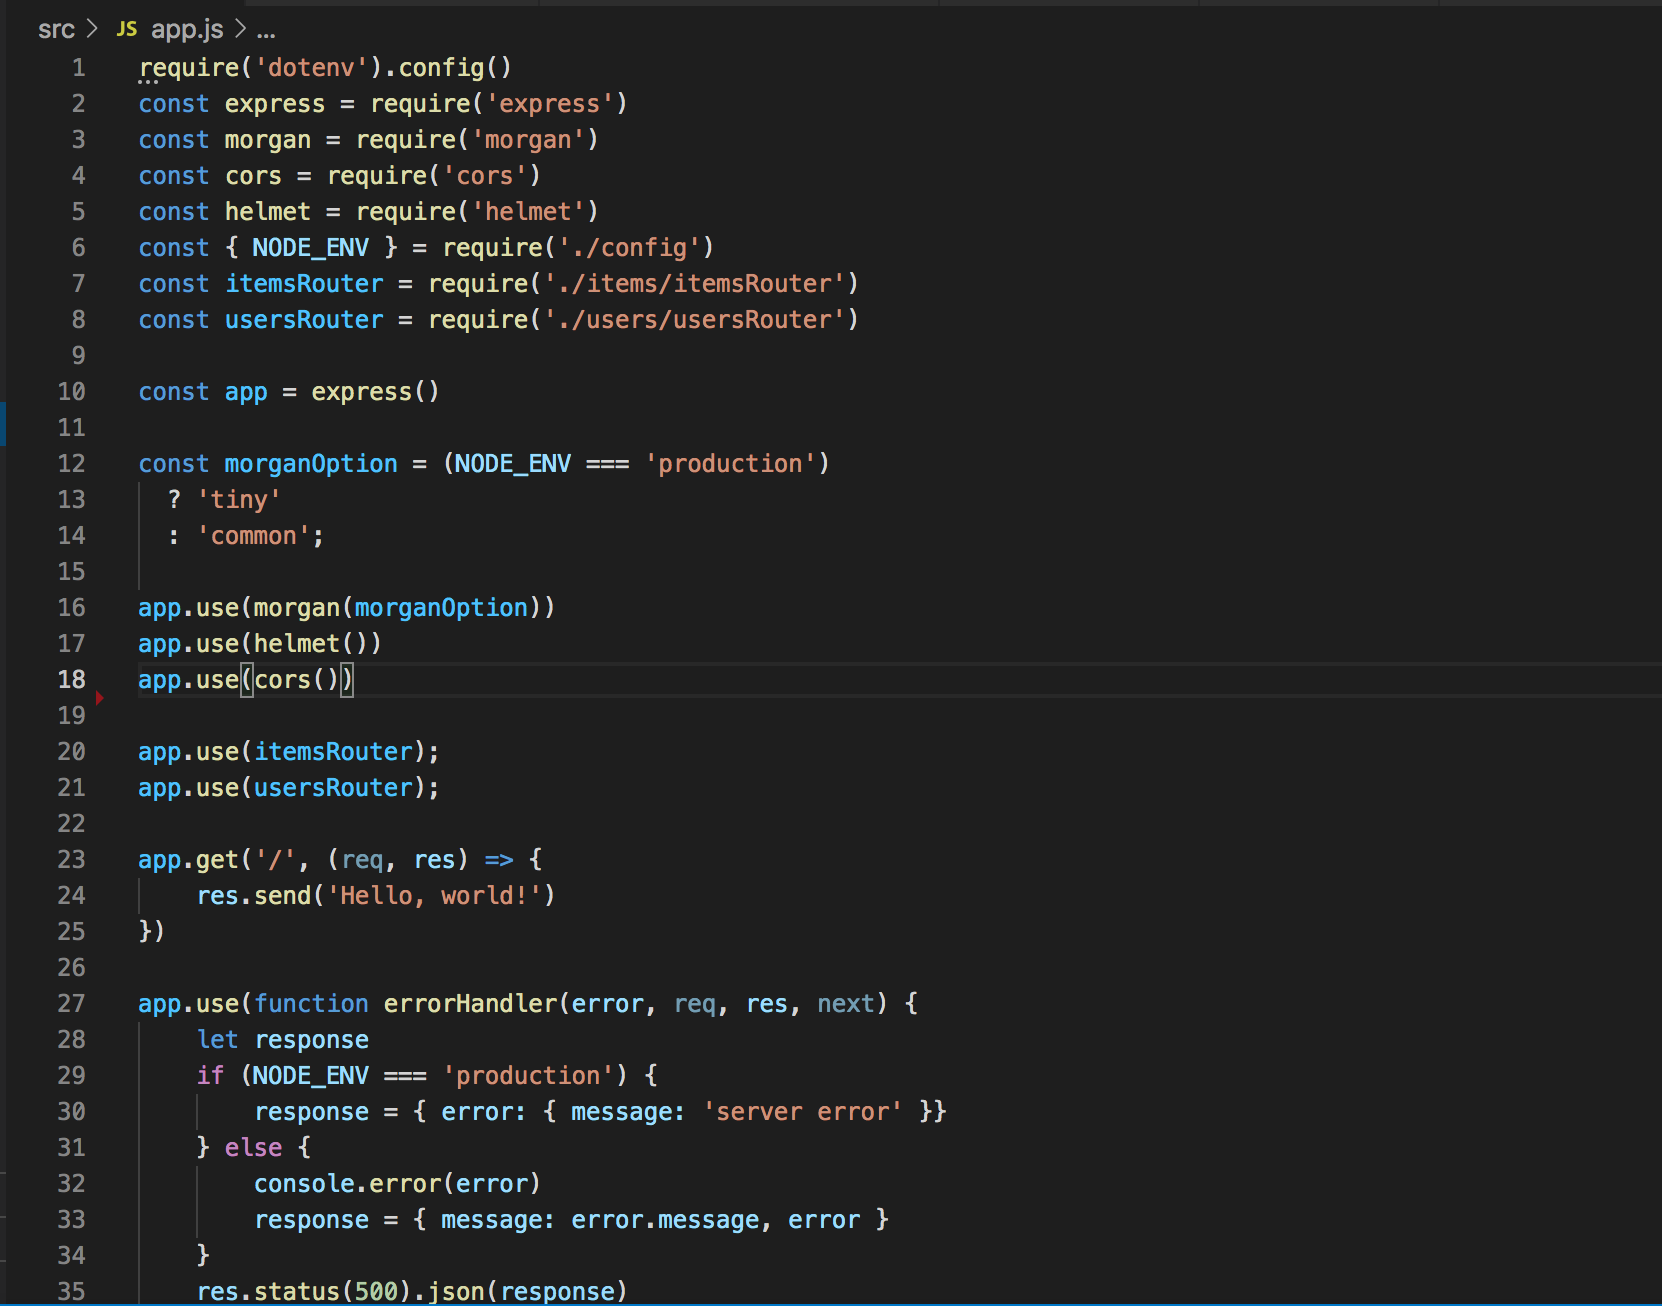 src > JS app.js > ...
1 require('dotenv').config()
2 const express = require('express')
3 const morgan = require('morgan')
4 const cors = require('cors')
5 const helmet = require('helmet')
6 const { NODE_ENV } = require('./config')
7 const itemsRouter = require('./items/itemsRouter')
8 const usersRouter = require('./users/usersRouter')
9
10 const app = express()
11
12 const morganOption = (NODE_ENV === 'production')
13   ? 'tiny'
14   : 'common';
15
16 app.use(morgan(morganOption))
17 app.use(helmet())
18 app.use(cors())
19
20 app.use(itemsRouter);
21 app.use(usersRouter);
22
23 app.get('/', (req, res) => {
24     res.send('Hello, world!')
25 })
26
27 app.use(function errorHandler(error, req, res, next) {
28     let response
29     if (NODE_ENV === 'production') {
30         response = { error: { message: 'server error' }}
31     } else {
32         console.error(error)
33         response = { message: error.message, error }
34     }
35     res.status(500).json(response)